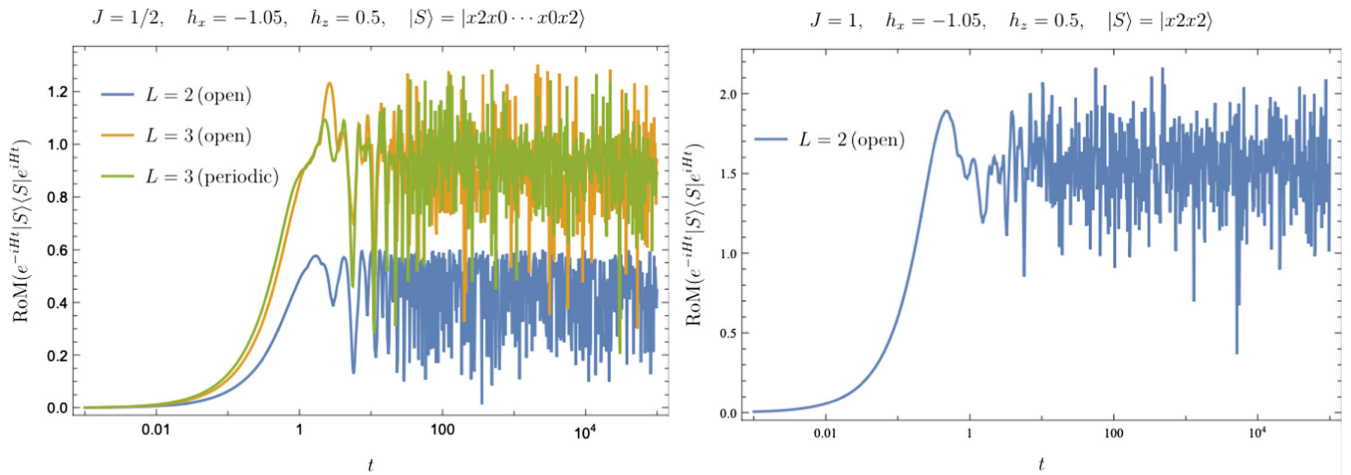 J = 1/2, h_x = −1.05, h_z = 0.5, |S⟩ = |x2x0 ⋯ x0x2⟩
RoM(e^{−iHt}|S⟩⟨S|e^{iHt})
1.2
1.0
0.8
0.6
0.4
0.2
0.0
L = 2 (open)
L = 3 (open)
L = 3 (periodic)
0.01 1 100 10^4
t
J = 1, h_x = −1.05, h_z = 0.5, |S⟩ = |x2x2⟩
RoM(e^{−iHt}|S⟩⟨S|e^{iHt})
2.0
1.5
1.0
0.5
0.0
L = 2 (open)
0.01 1 100 10^4
t